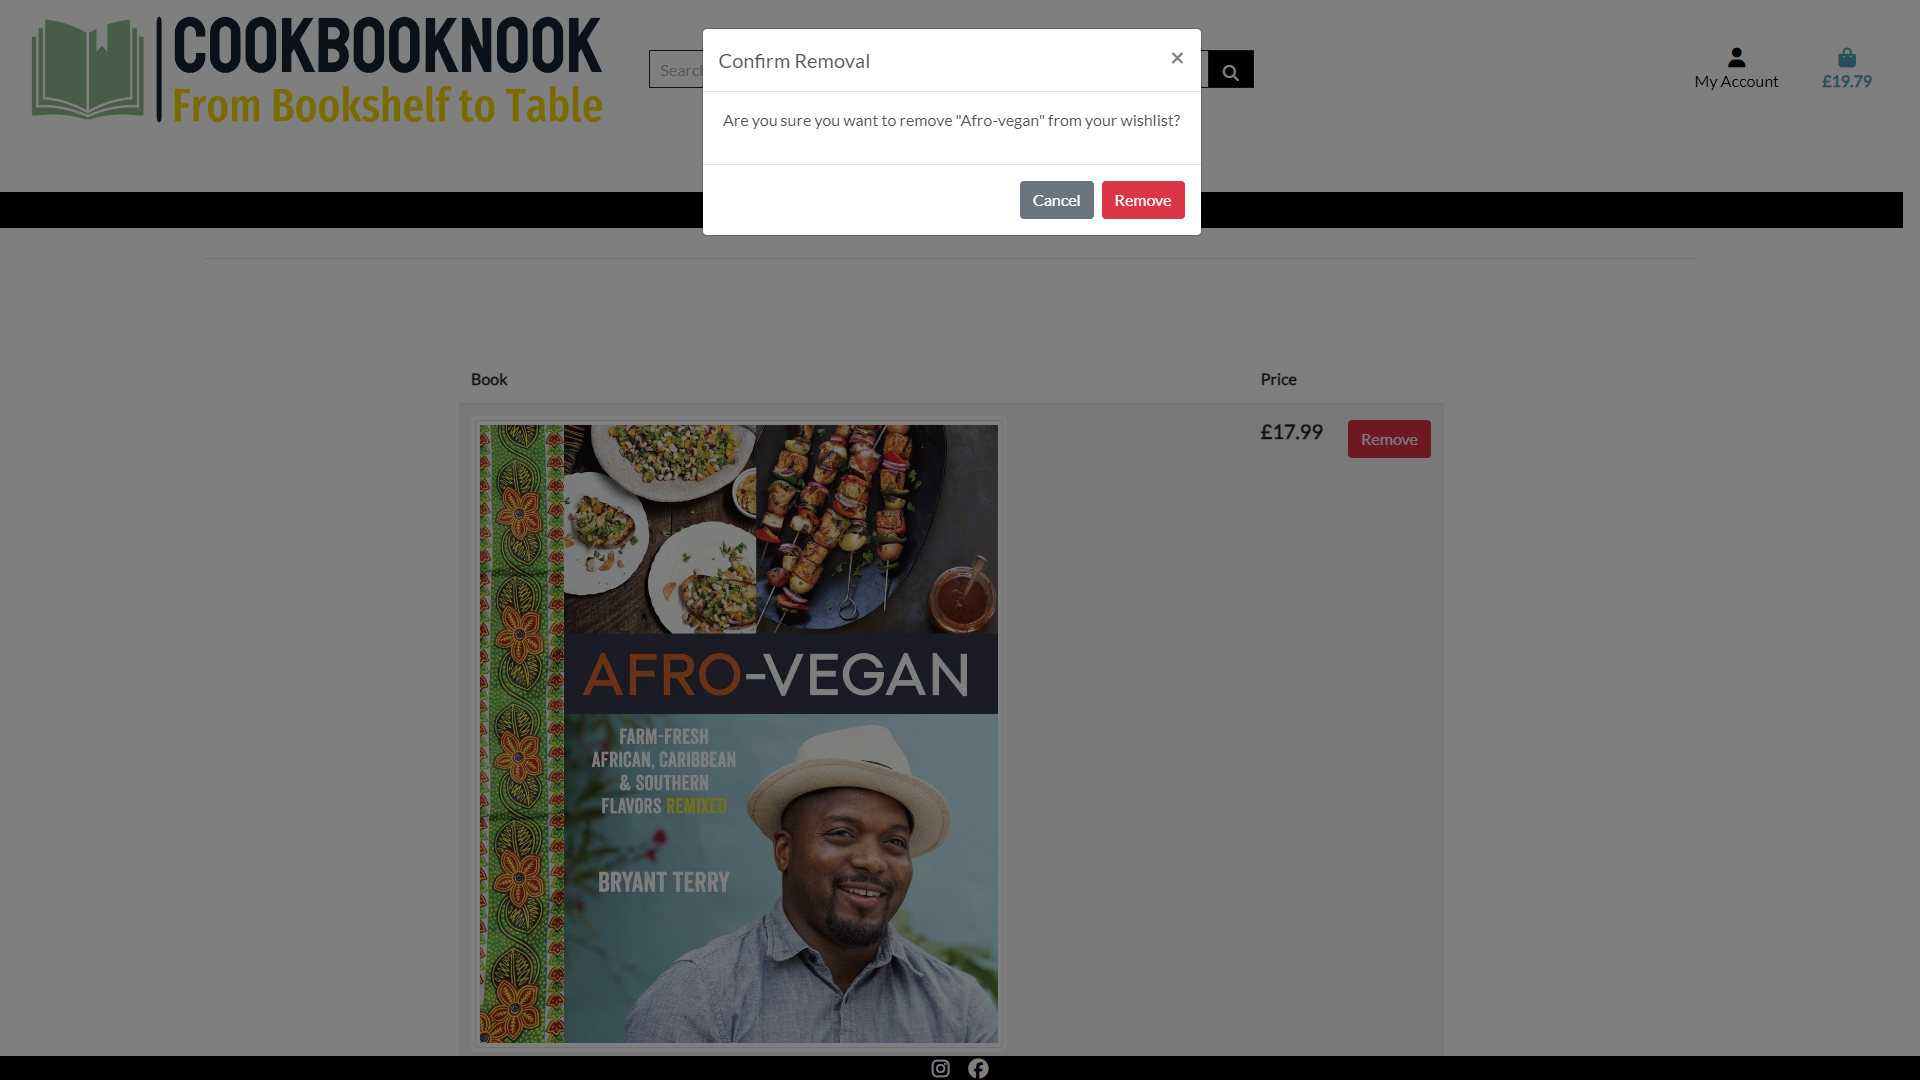 COOKBOOKNOOK
From Bookshelf to Table
Search
Confirm Removal
×
Are you sure you want to remove "Afro-vegan" from your wishlist?
Cancel
Remove
My Account
£19.79
Book
Price
£17.99
Remove
AFRO-VEGAN
FARM-FRESH
AFRICAN, CARIBBEAN
& SOUTHERN
FLAVORS REMIXED
BRYANT TERRY